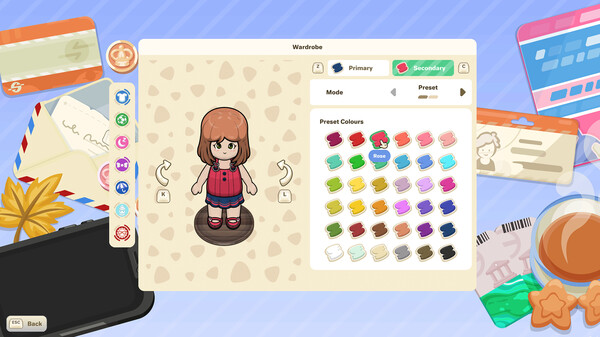 Wardrobe
Z
Primary
Secondary
C
Mode
Preset
Preset Colours
Rose
K
L
ESC
Back